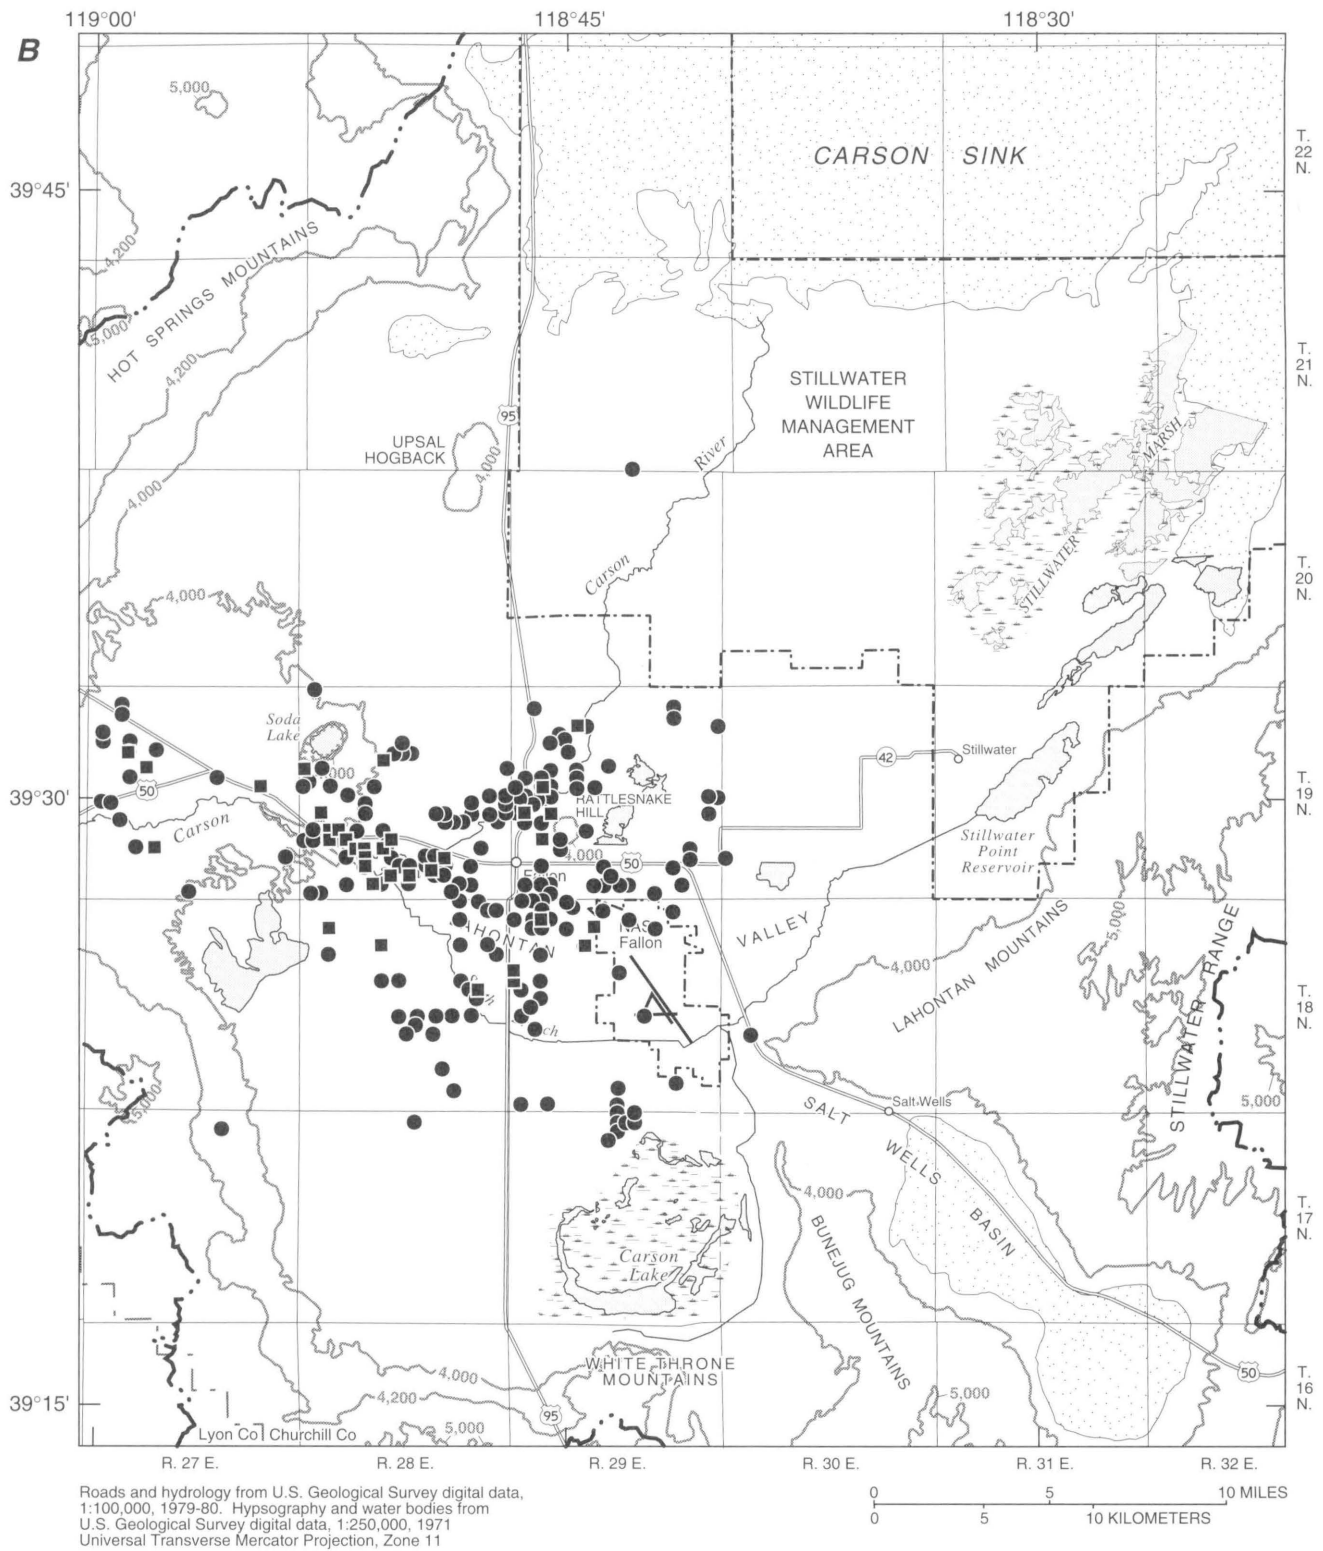 119°00'
118°45'
118°30'
B
5,000
CARSON SINK
T.
22
N.
39°45'
4,200
HOT SPRINGS MOUNTAINS
5,000
4,200
T.
21
N.
STILLWATER
WILDLIFE
MANAGEMENT
AREA
95
UPSAL
HOGBACK
4,000
River
MARSH
4,000
Carson
STILLWATER
T.
20
N.
4,000
Soda
Lake
Stillwater
42
50
39°30'
RATTLESNAKE
HILL
T.
19
N.
Carson
4,000
50
Stillwater
Point
Reservoir
Fallon
LAHONTAN
VALLEY
NAS
Fallon
5,000
4,000
LAHONTAN MOUNTAINS
STILLWATER RANGE
T.
18
N.
5,000
5,000
SALT
WELLS
BASIN
Salt Wells
4,000
BUNEJUG MOUNTAINS
T.
17
N.
Carson
Lake
WHITE THRONE
MOUNTAINS
4,000
4,200
50
5,000
95
T.
16
N.
39°15'
Lyon Co
Churchill Co
5,000
R. 27 E.
R. 28 E.
R. 29 E.
R. 30 E.
R. 31 E.
R. 32 E.
Roads and hydrology from U.S. Geological Survey digital data,
1:100,000, 1979-80. Hypsography and water bodies from
U.S. Geological Survey digital data, 1:250,000, 1971
Universal Transverse Mercator Projection, Zone 11
0 5 10 MILES
0 5 10 KILOMETERS